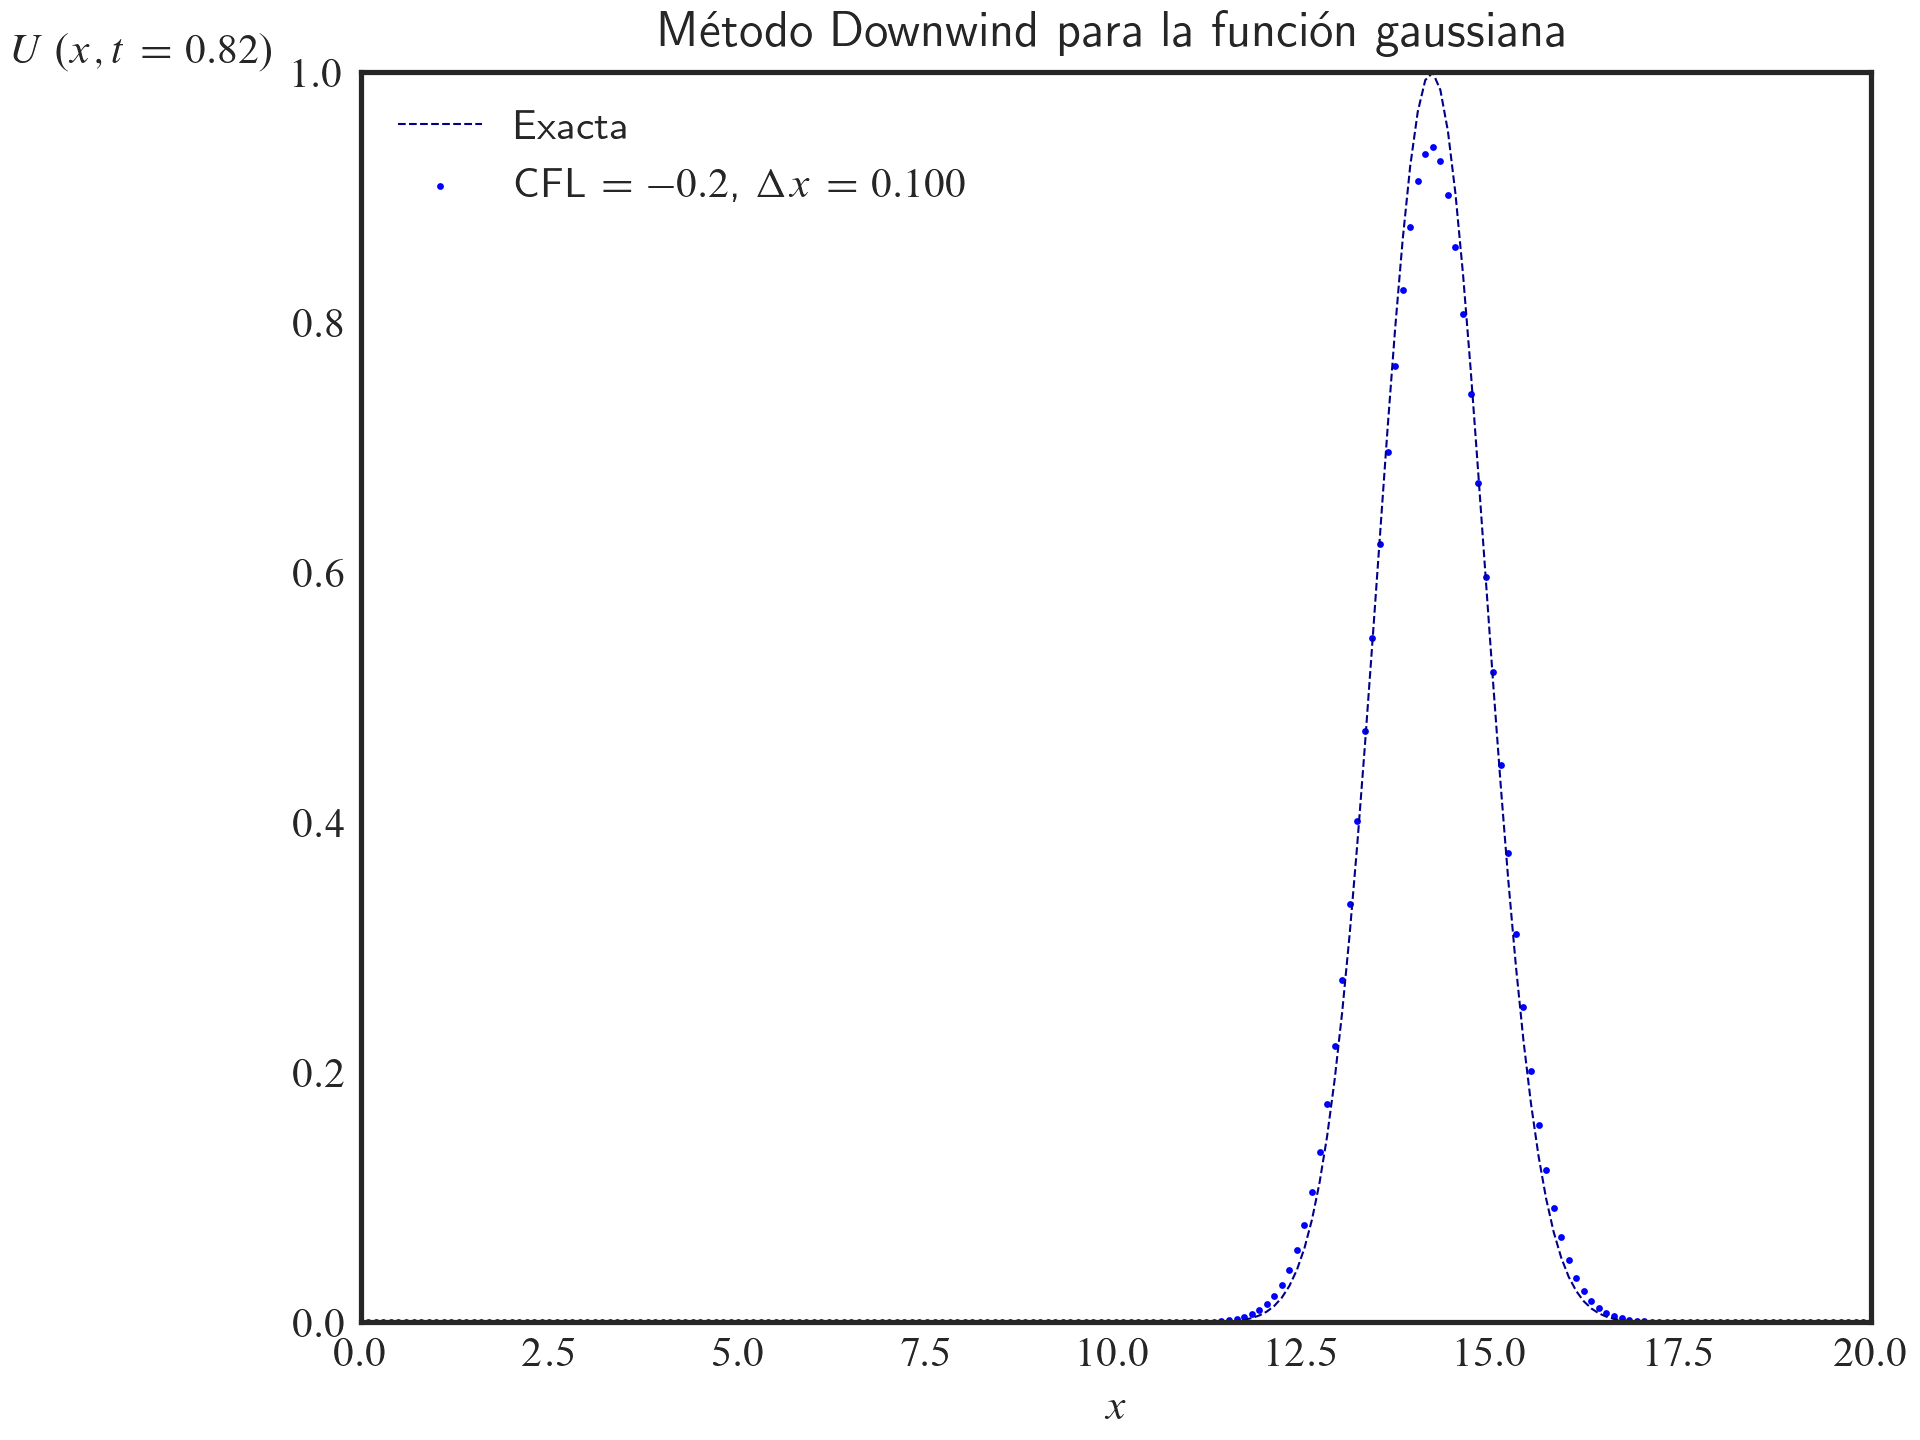 Método Downwind para la función gaussiana
U (x, t = 0.82)
1.0
Exacta
CFL = −0.2, Δx = 0.100
0.8
0.6
0.4
0.2
0.0
0.0 2.5 5.0 7.5 10.0 12.5 15.0 17.5 20.0
x